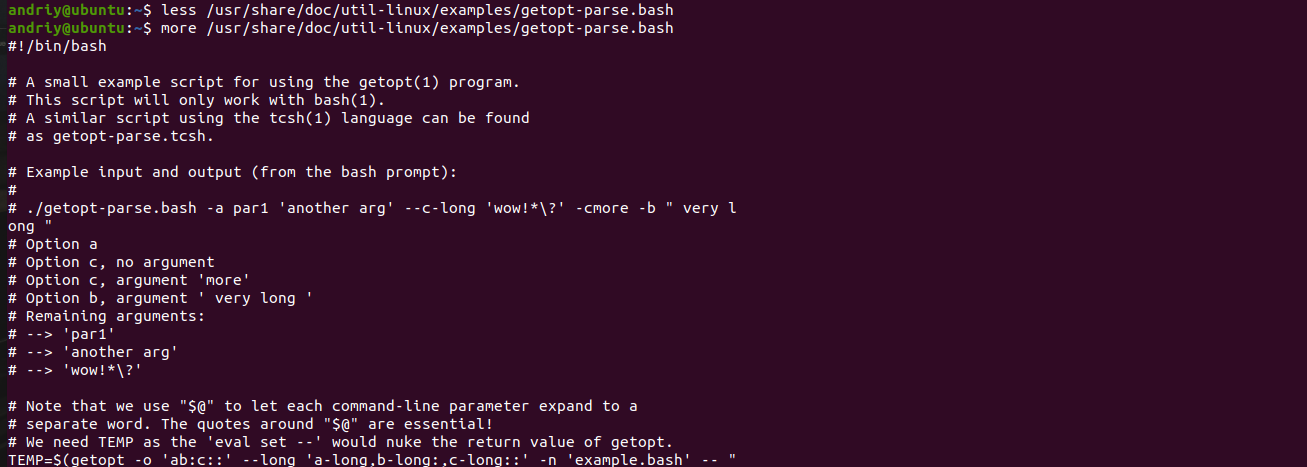 andriy@ubuntu:~$ less /usr/share/doc/util-linux/examples/getopt-parse.bash
andriy@ubuntu:~$ more /usr/share/doc/util-linux/examples/getopt-parse.bash
#!/bin/bash

# A small example script for using the getopt(1) program.
# This script will only work with bash(1).
# A similar script using the tcsh(1) language can be found
# as getopt-parse.tcsh.

# Example input and output (from the bash prompt):
#
# ./getopt-parse.bash -a par1 'another arg' --c-long 'wow!*\?' -cmore -b " very l
ong "
# Option a
# Option c, no argument
# Option c, argument 'more'
# Option b, argument ' very long '
# Remaining arguments:
# --> 'par1'
# --> 'another arg'
# --> 'wow!*\?'

# Note that we use "$@" to let each command-line parameter expand to a
# separate word. The quotes around "$@" are essential!
# We need TEMP as the 'eval set --' would nuke the return value of getopt.
TEMP=$(getopt -o 'ab:c::' --long 'a-long,b-long:,c-long::' -n 'example.bash' -- "